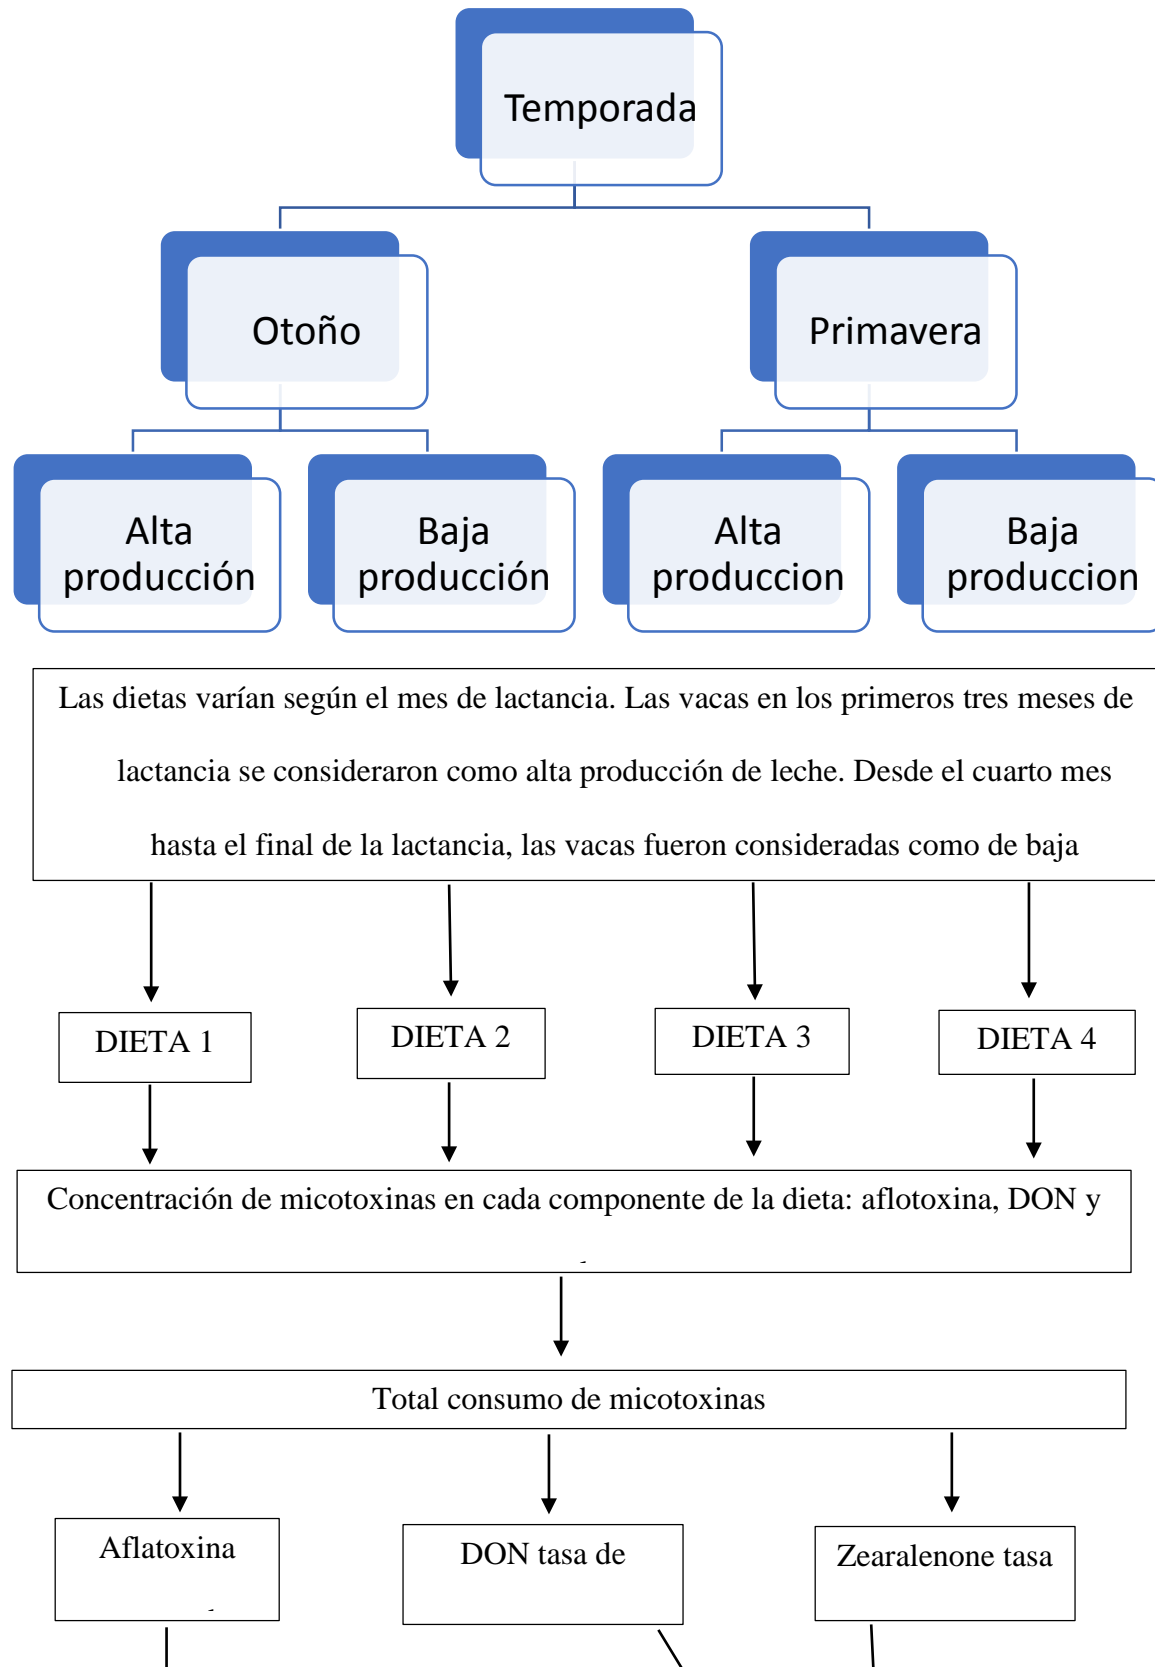 Temporada
Otoño
Primavera
Alta
producción
Baja
producción
Alta
produccion
Baja
produccion
Las dietas varían según el mes de lactancia. Las vacas en los primeros tres meses de
lactancia se consideraron como alta producción de leche. Desde el cuarto mes
hasta el final de la lactancia, las vacas fueron consideradas como de baja
DIETA 1
DIETA 2
DIETA 3
DIETA 4
Concentración de micotoxinas en cada componente de la dieta: aflotoxina, DON y
Total consumo de micotoxinas
Aflatoxina
DON tasa de
Zearalenone tasa